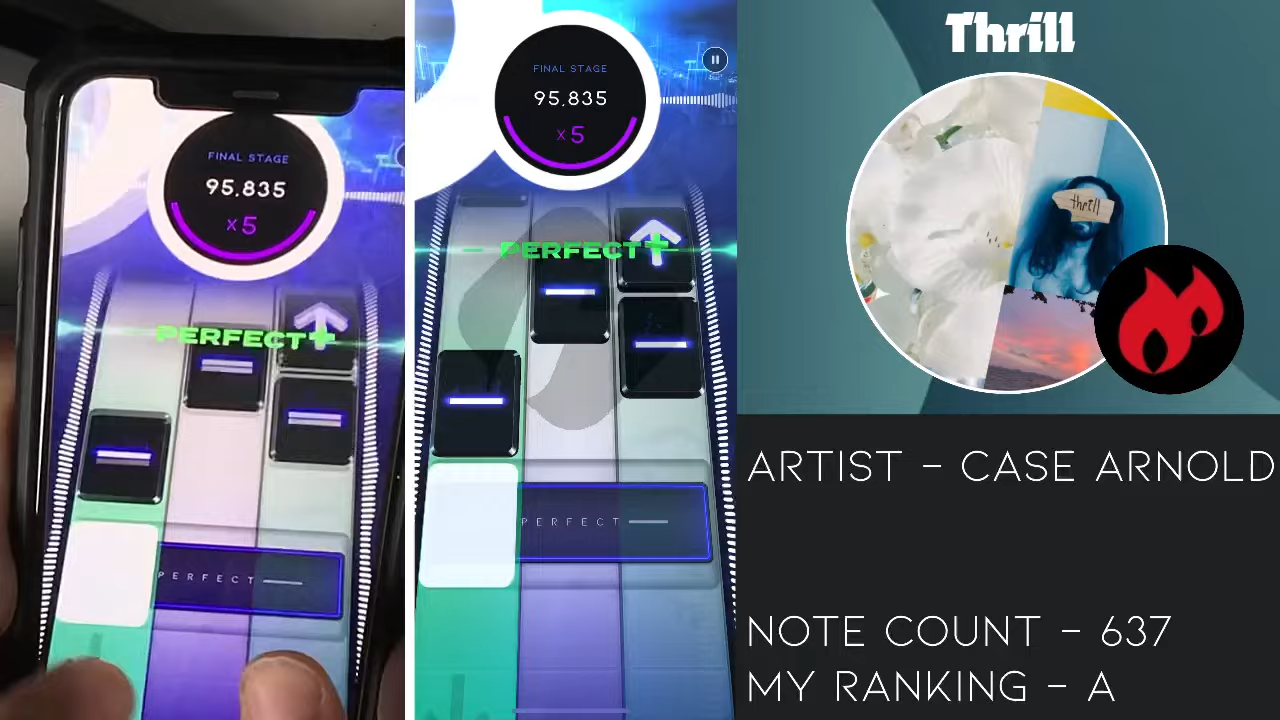 FINAL STAGE
95,835
x5
PERFECT+
PERFECT
FINAL STAGE
95,835
x5
PERFECT+
PERFECT
Thrill
thrill
ARTIST - CASE ARNOLD
NOTE COUNT - 637
MY RANKING - A